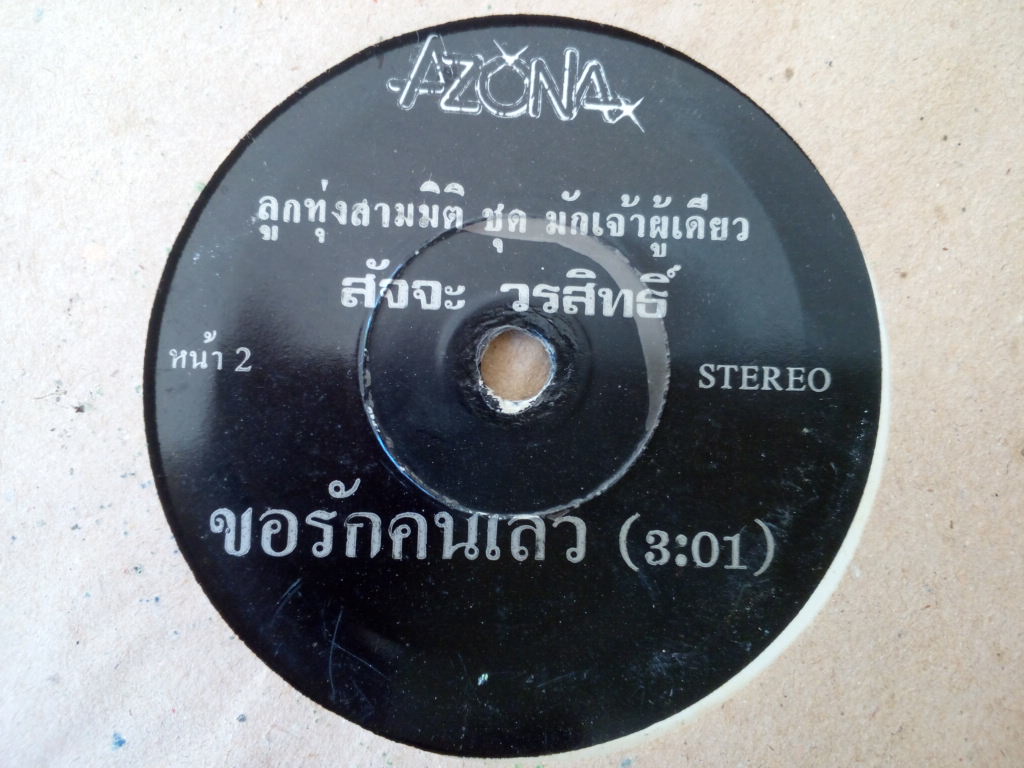 AZONA
ลูกทุ่งสามมิติ ชุด มักเจ้าผู้เดียว
สัจจะ วรสิทธิ์
หน้า 2
STEREO
ขอรักคนเลว (3:01)